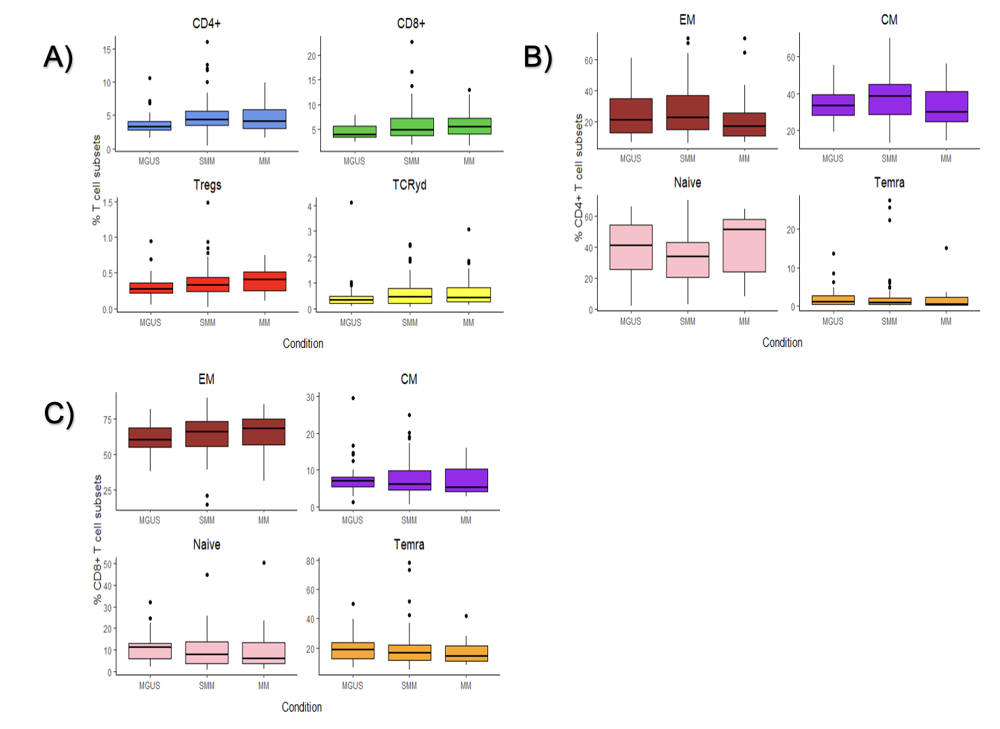 A)
CD4+
CD8+
15
10
5
0
MGUS SMM MM
20
15
10
5
MGUS SMM MM
Tregs
TCRyd
1.5
1.0
0.5
0.0
MGUS SMM MM
4
3
2
1
0
MGUS SMM MM
% T cell subsets
Condition
B)
EM
CM
60
40
20
MGUS SMM MM
60
40
20
MGUS SMM MM
Naive
Temra
60
40
20
0
MGUS SMM MM
20
10
0
MGUS SMM MM
% CD4+ T cell subsets
Condition
C)
EM
CM
75
50
25
MGUS SMM MM
30
20
10
0
MGUS SMM MM
Naive
Temra
50
40
30
20
10
0
MGUS SMM MM
80
60
40
20
MGUS SMM MM
% CD8+ T cell subsets
Condition